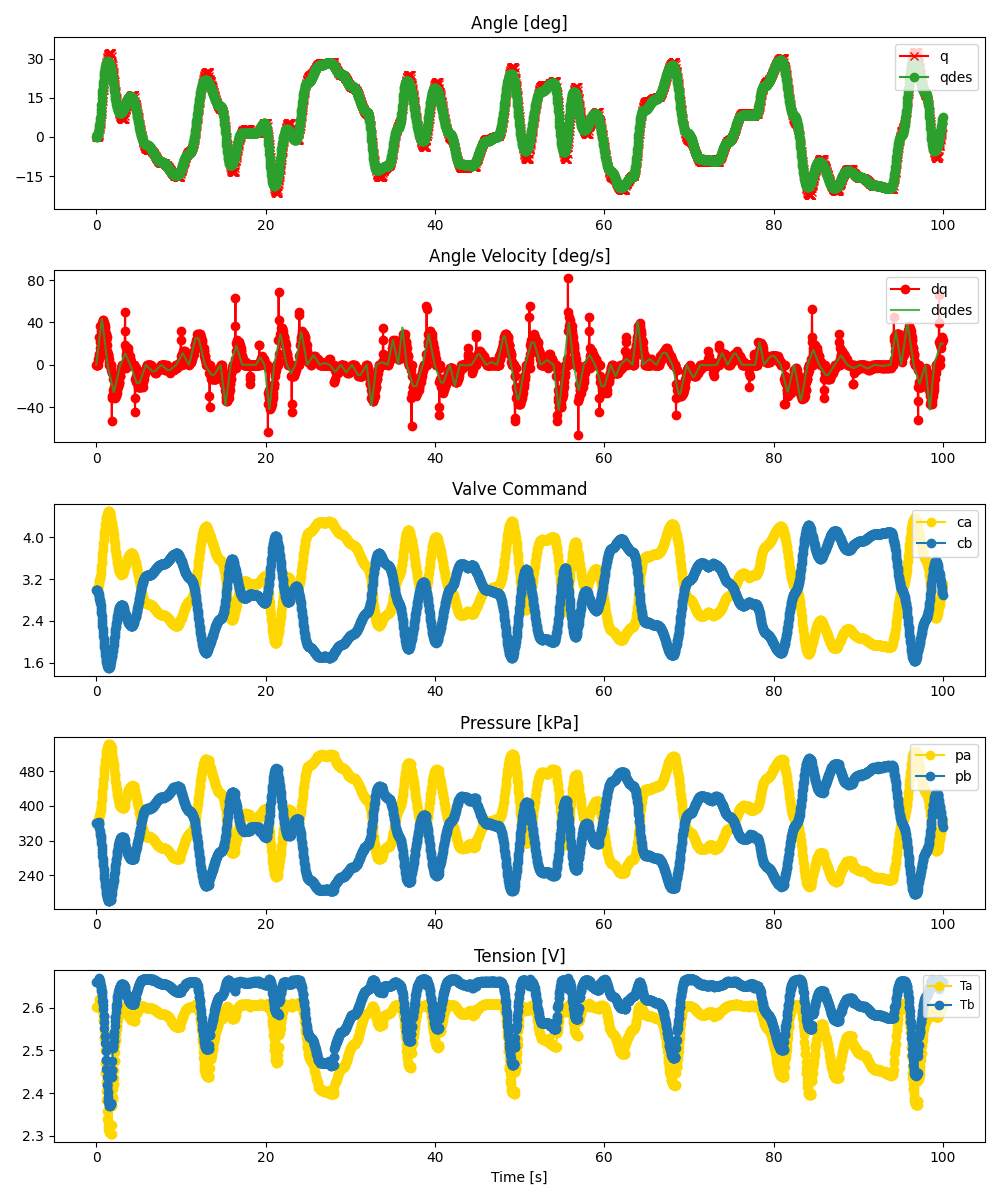 Angle [deg]
30
15
0
−15
q
qdes
0 20 40 60 80 100
Angle Velocity [deg/s]
80
40
0
−40
dq
dqdes
0 20 40 60 80 100
Valve Command
4.0
3.2
2.4
1.6
ca
cb
0 20 40 60 80 100
Pressure [kPa]
480
400
320
240
pa
pb
0 20 40 60 80 100
Tension [V]
2.6
2.5
2.4
2.3
Ta
Tb
0 20 40 60 80 100
Time [s]